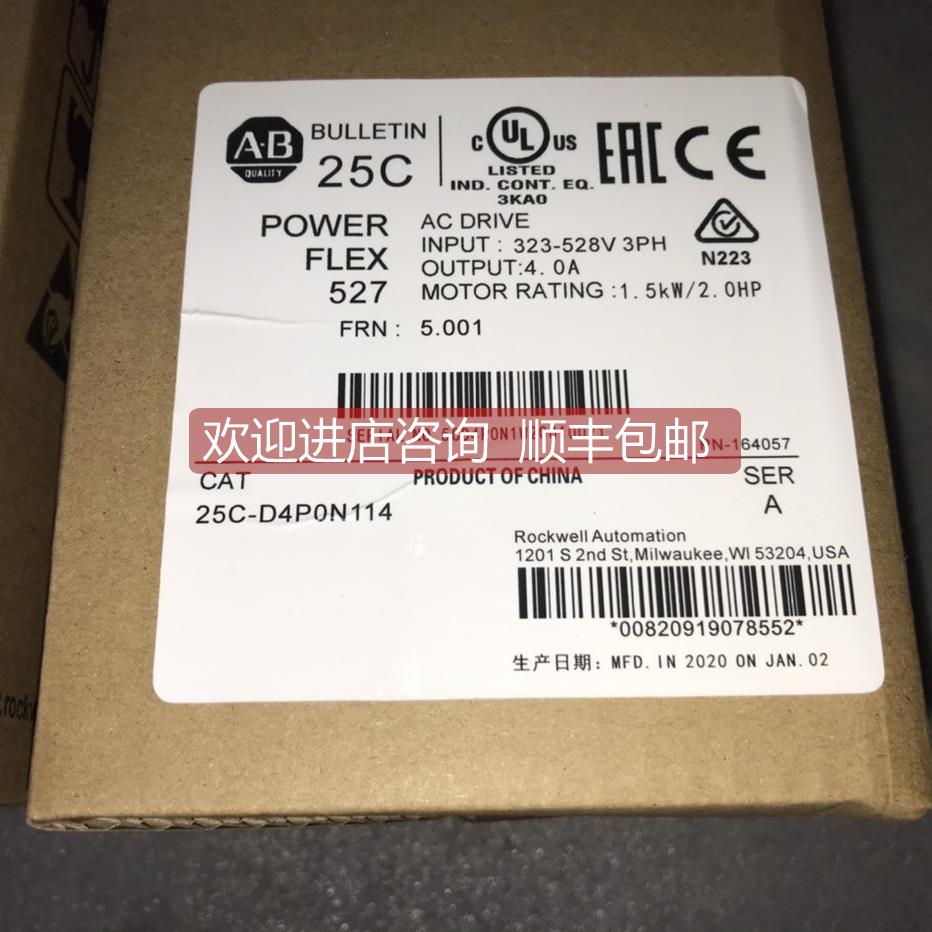 A-B
QUALITY
BULLETIN
25C
C UL US
LISTED
IND. CONT. EQ.
3KA0
EAC CE
POWER
FLEX
527
AC DRIVE
INPUT : 323-528V 3PH
OUTPUT:4.0A
MOTOR RATING :1.5kW/2.0HP
N223
FRN : 5.001
欢迎进店咨询 顺丰包邮
-164057
CAT
25C-D4P0N114
PRODUCT OF CHINA
SER
A
Rockwell Automation
1201 S 2nd St,Milwaukee,WI 53204,USA
*00820919078552*
生产日期: MFD. IN 2020 ON JAN. 02